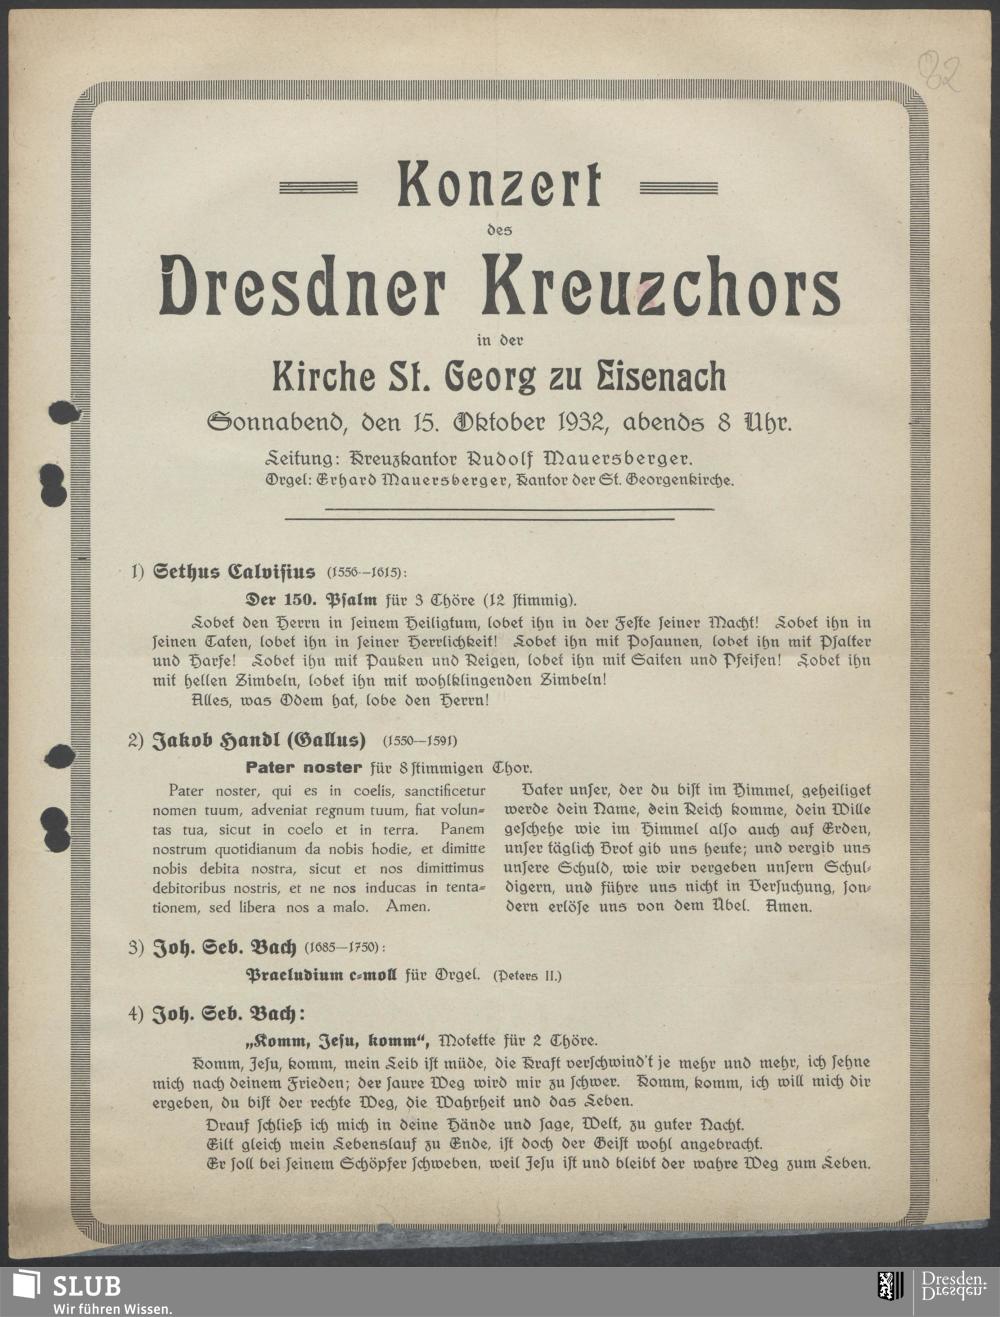 82
Konzert
des
Dresdner Kreuzchors
in der
Kirche St. Georg zu Eisenach
Sonnabend, den 15. Oktober 1932, abends 8 Uhr.
Leitung: Kreuzkantor Rudolf Mauersberger.
Orgel: Erhard Mauersberger, Kantor der St. Georgenkirche.
1) Sethus Calvisius (1556—1615):
Der 150. Psalm für 3 Chöre (12 stimmig).
Lobet den Herrn in seinem Heiligtum, lobet ihn in der Feste seiner Macht! Lobet ihn in
seinen Taten, lobet ihn in seiner Herrlichkeit! Lobet ihn mit Posaunen, lobet ihn mit Psalter
und Harfe! Lobet ihn mit Pauken und Reigen, lobet ihn mit Saiten und Pfeifen! Lobet ihn
mit hellen Zimbeln, lobet ihn mit wohlklingenden Zimbeln!
Alles, was Odem hat, lobe den Herrn!
2) Jakob Handl (Gallus) (1550—1591)
Pater noster für 8 stimmigen Chor.
Pater noster, qui es in coelis, sanctificetur
nomen tuum, adveniat regnum tuum, fiat volun-
tas tua, sicut in coelo et in terra. Panem
nostrum quotidianum da nobis hodie, et dimitte
nobis debita nostra, sicut et nos dimittimus
debitoribus nostris, et ne nos inducas in tenta-
tionem, sed libera nos a malo. Amen.
Vater unser, der du bist im Himmel, geheiliget
werde dein Name, dein Reich komme, dein Wille
geschehe wie im Himmel also auch auf Erden,
unser täglich Brot gib uns heute; und vergib uns
unsere Schuld, wie wir vergeben unsern Schul-
digern, und führe uns nicht in Versuchung, son-
dern erlöse uns von dem Übel. Amen.
3) Joh. Seb. Bach (1685—1750):
Praeludium c-moll für Orgel. (Peters II.)
4) Joh. Seb. Bach:
„Komm, Jesu, komm“, Motette für 2 Chöre.
Komm, Jesu, komm, mein Leib ist müde, die Kraft verschwind't je mehr und mehr, ich sehne
mich nach deinem Frieden; der saure Weg wird mir zu schwer. Komm, komm, ich will mich dir
ergeben, du bist der rechte Weg, die Wahrheit und das Leben.
Drauf schließ ich mich in deine Hände und sage, Welt, zu guter Nacht.
Eilt gleich mein Lebenslauf zu Ende, ist doch der Geist wohl angebracht.
Er soll bei seinem Schöpfer schweben, weil Jesu ist und bleibt der wahre Weg zum Leben.
SLUB
Wir führen Wissen.
Dresden.
Dresden.